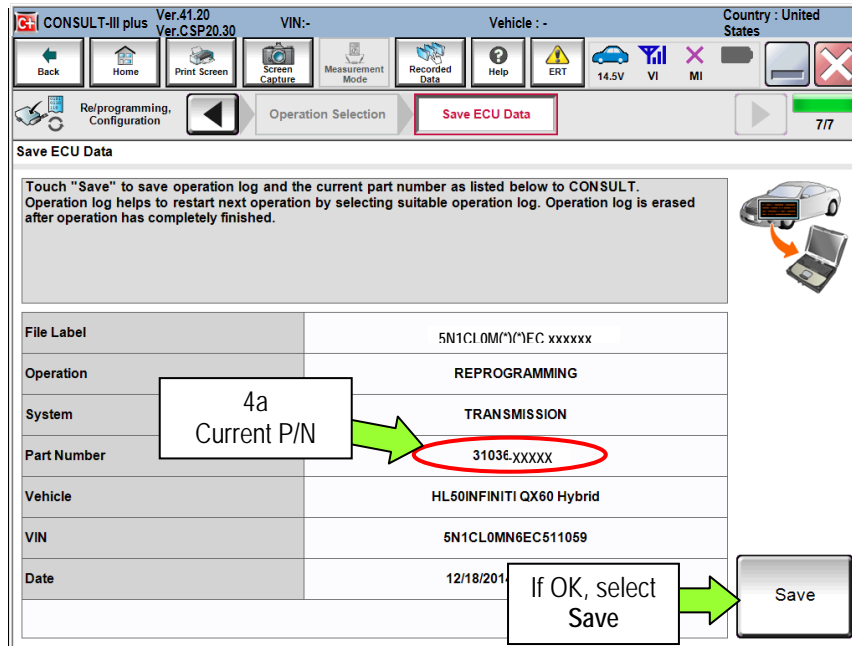 CONSULT-III plus Ver.41.20 VIN:- Vehicle : - Country : United
Ver.CSP20.30 States
Back Home Print Screen Screen Capture Measurement Mode Recorded Data Help ERT 14.5V VI MI
Re/programming, Configuration Operation Selection Save ECU Data 7/7
Save ECU Data
Touch "Save" to save operation log and the current part number as listed below to CONSULT.
Operation log helps to restart next operation by selecting suitable operation log. Operation log is erased
after operation has completely finished.
File Label 5N1CL0M(*)(*)EC xxxxxx
Operation REPROGRAMMING
4a
Current P/N
System TRANSMISSION
Part Number 31036-XXXXX
Vehicle HL50INFINITI QX60 Hybrid
VIN 5N1CL0MN6EC511059
Date 12/18/2014
If OK, select
Save
Save